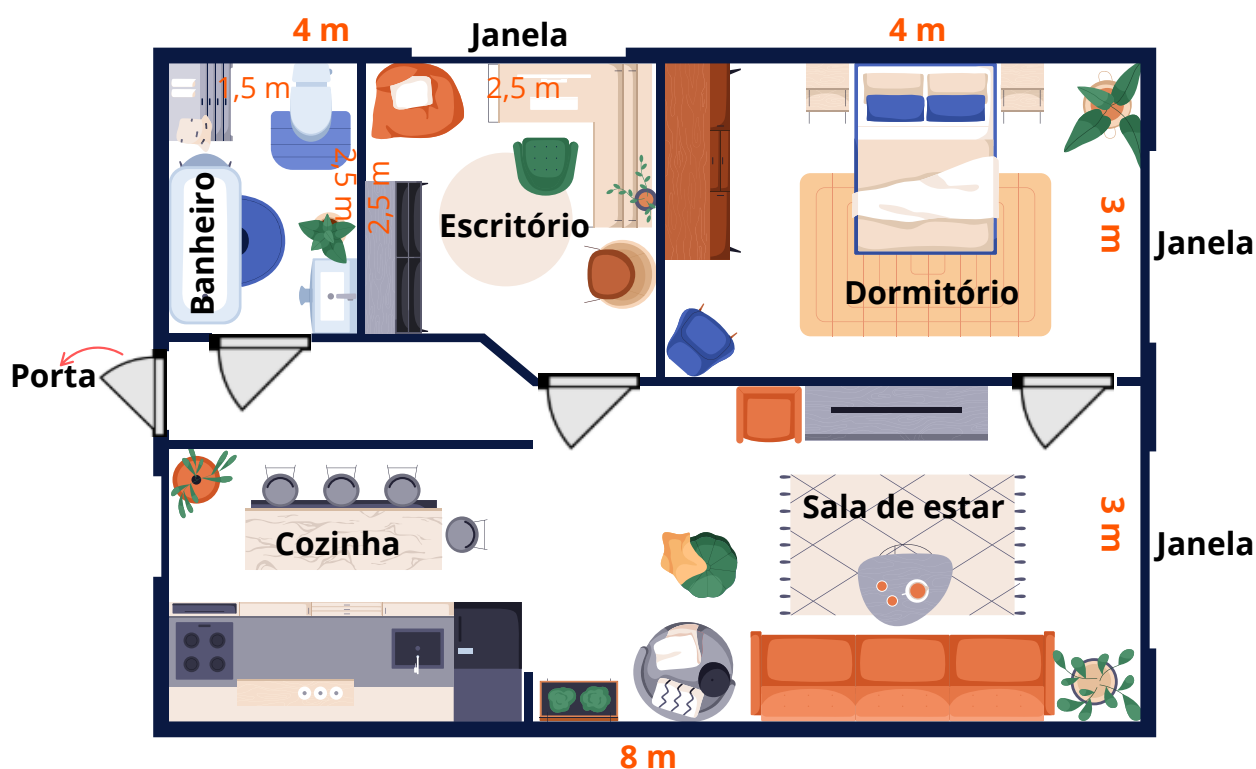 4 m
Janela
4 m
1,5 m
2,5 m
2,5 m
2,5 m
Banheiro
Escritório
3 m
Janela
Dormitório
Porta
Sala de estar
3 m
Cozinha
Janela
8 m